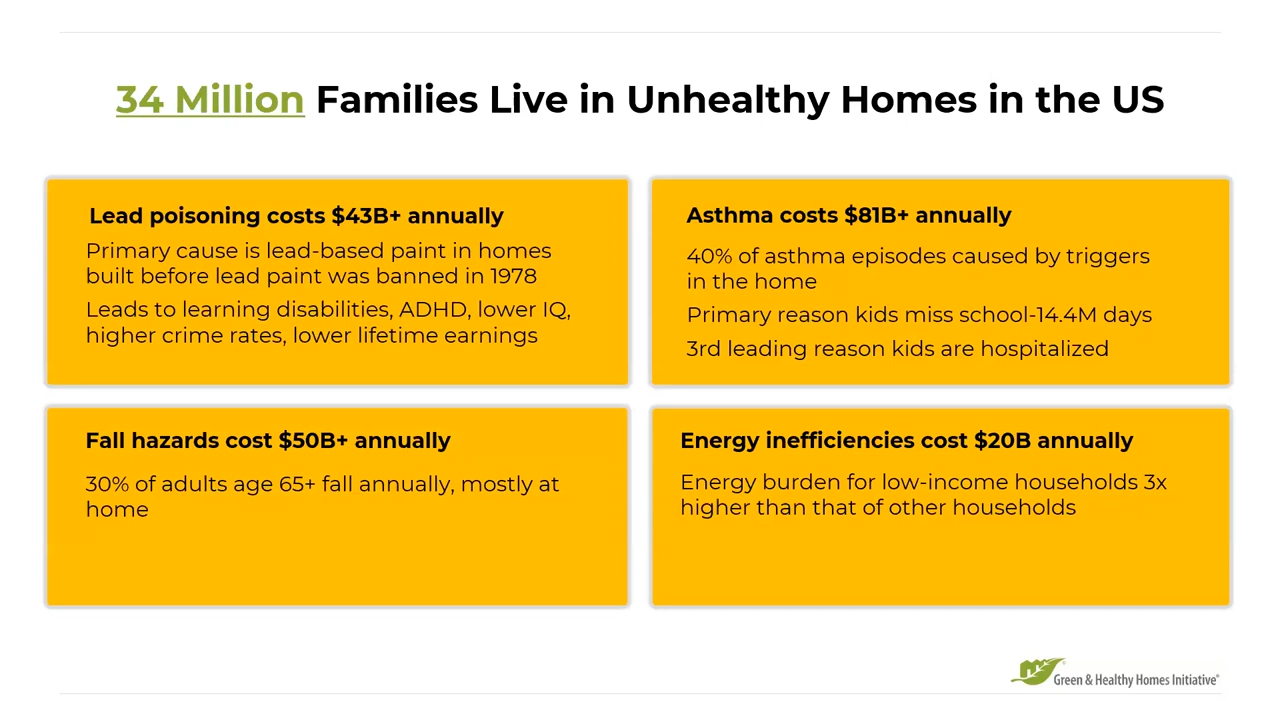 34 Million Families Live in Unhealthy Homes in the US
Lead poisoning costs $43B+ annually
Primary cause is lead-based paint in homes
built before lead paint was banned in 1978
Leads to learning disabilities, ADHD, lower IQ,
higher crime rates, lower lifetime earnings
Asthma costs $81B+ annually
40% of asthma episodes caused by triggers
in the home
Primary reason kids miss school-14.4M days
3rd leading reason kids are hospitalized
Fall hazards cost $50B+ annually
30% of adults age 65+ fall annually, mostly at
home
Energy inefficiencies cost $20B annually
Energy burden for low-income households 3x
higher than that of other households
Green & Healthy Homes Initiative®